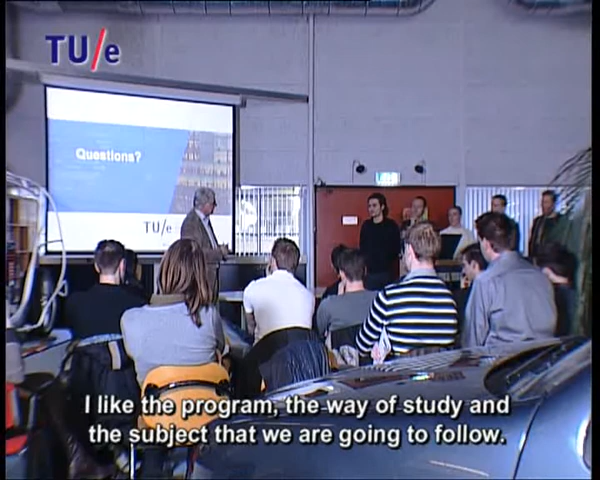 TU/e
Questions?
TU/e
I like the program, the way of study and
the subject that we are going to follow.